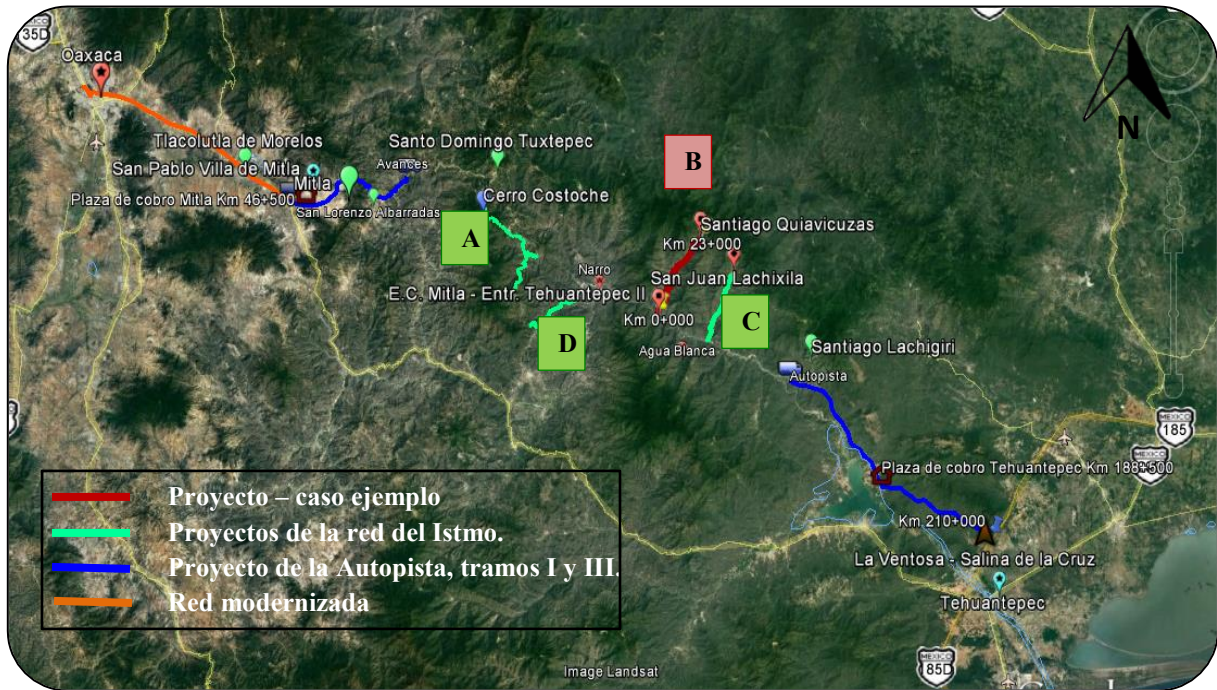 MEXICO
35D
Oaxaca
N
Tlacolutla de Morelos
Santo Domingo Tuxtepec
B
San Pablo Villa de Mitla
Avances
Mitla
Plaza de cobro Mitla Km 46+500
San Lorenzo Albarradas
Cerro Costoche
A
Santiago Quiavicuzas
Km 23+000
Narro
San Juan Lachixila
E.C. Mitla - Entr. Tehuantepec II
Km 0+000
C
D
Agua Blanca
Santiago Lachigiri
Autopista
MEXICO
185
MEXICO
Plaza de cobro Tehuantepec Km 188+500
Proyecto – caso ejemplo
Km 210+000
Proyectos de la red del Istmo.
La Ventosa - Salina de la Cruz
Proyecto de la Autopista, tramos I y III.
Red modernizada
Tehuantepec
MEXICO
85D
Image Landsat